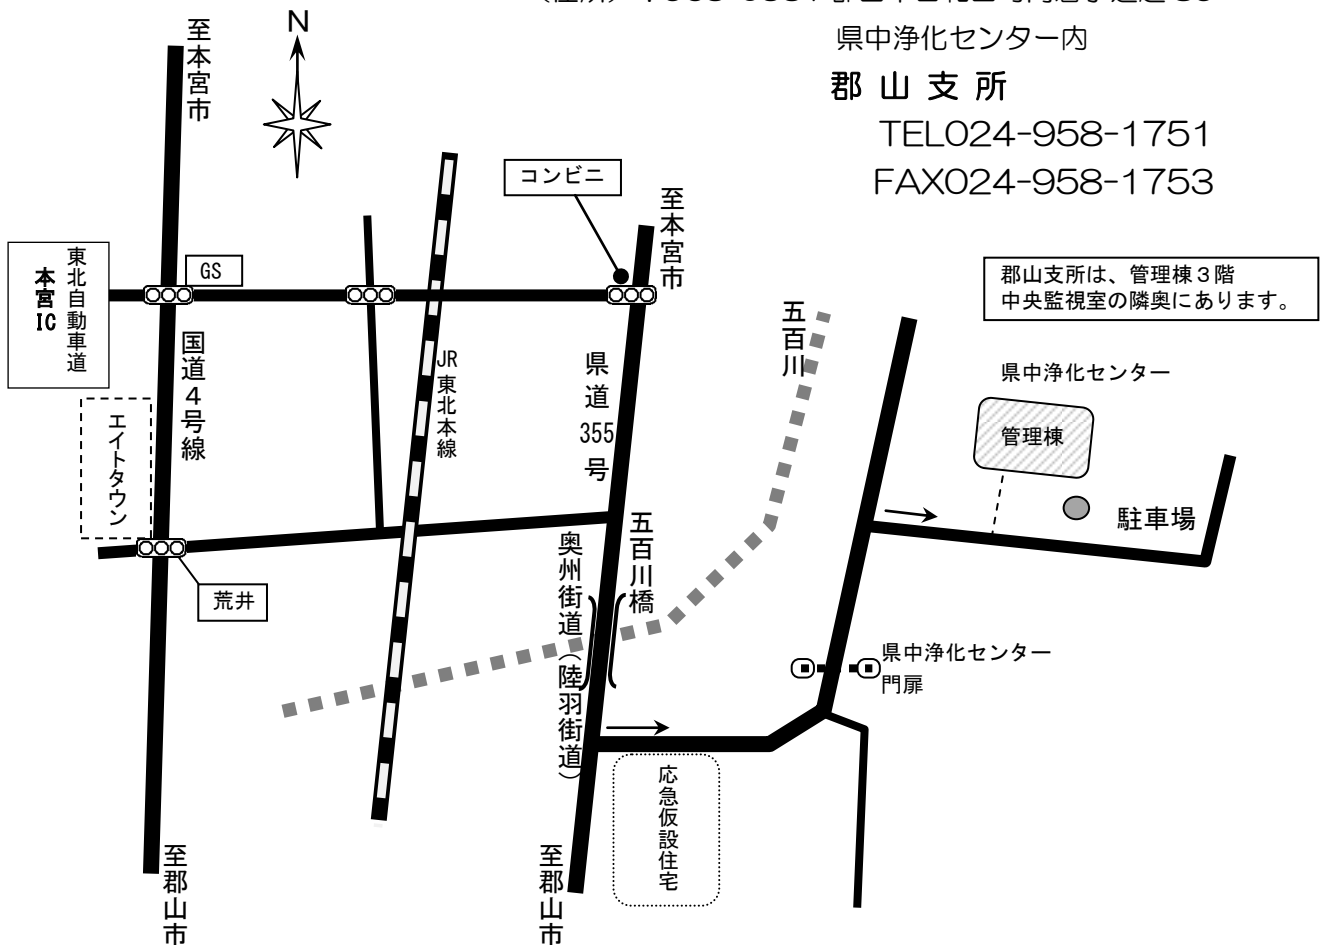 県中浄化センター内
郡山支所
TEL024-958-1751
FAX024-958-1753
至本宮市
N
コンビニ
至本宮市
東北自動車道
本宮IC
GS
国道4号線
JR東北本線
県道355号
五百川
郡山支所は、管理棟3階
中央監視室の隣奥にあります。
県中浄化センター
管理棟
駐車場
エイトタウン
荒井
奥州街道(陸羽街道)
五百川橋
県中浄化センター
門扉
応急仮設住宅
至郡山市
至郡山市